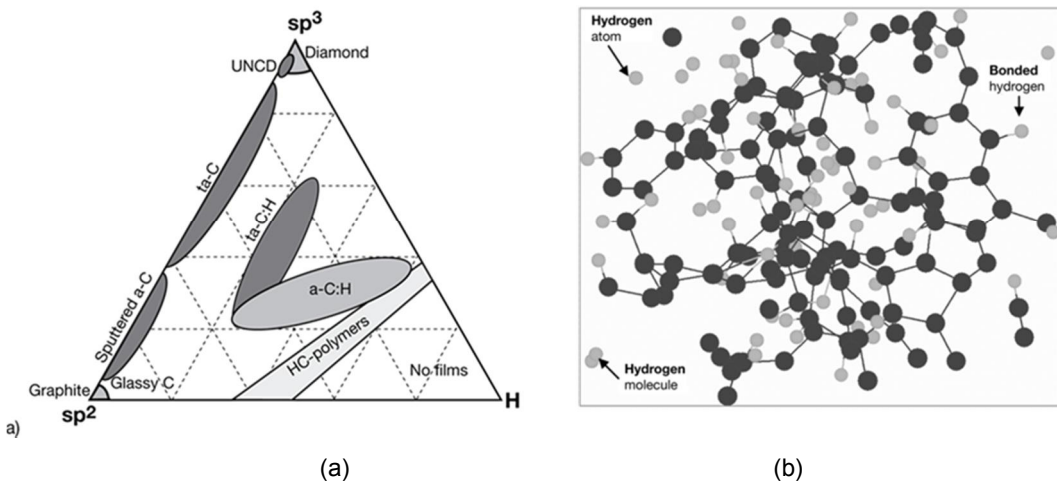 sp3
UNCD
Diamond
ta-C
ta-C:H
a-C:H
Sputtered a-C
HC-polymers
No films
Graphite
Glassy C
sp2
H
a)
Hydrogen
atom
Bonded
hydrogen
Hydrogen
molecule
(a)
(b)